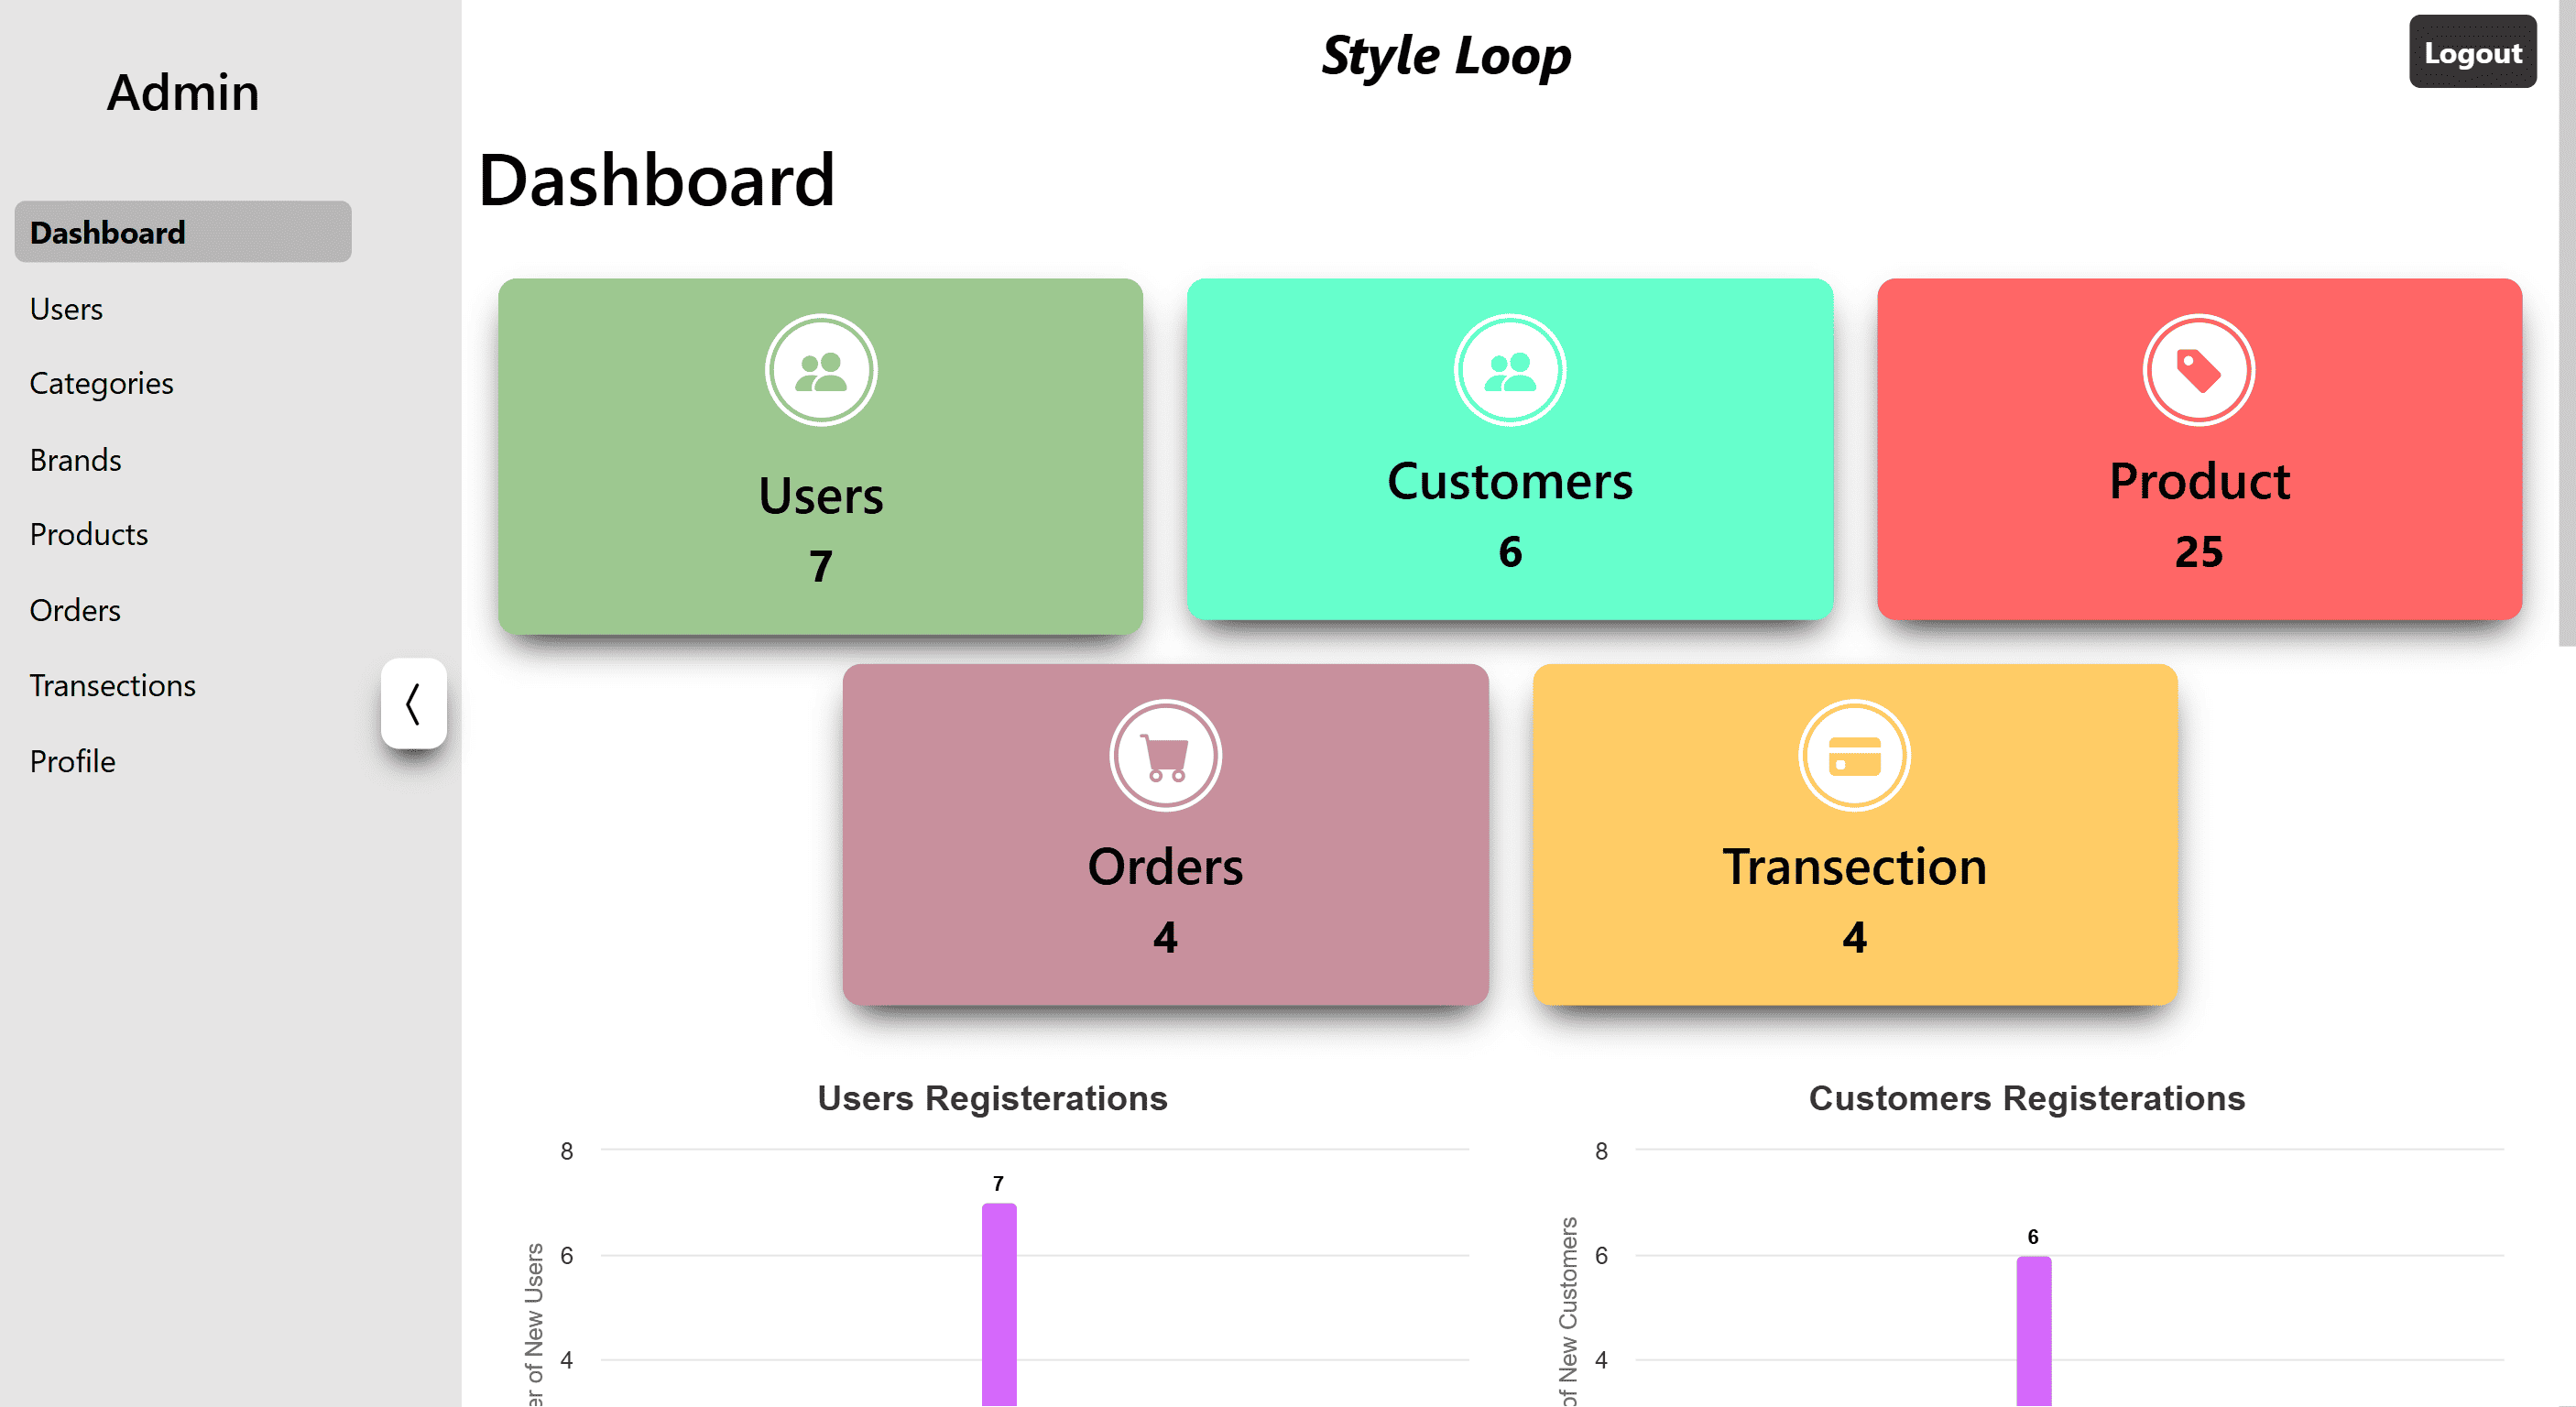 Admin
Dashboard
Users
Categories
Brands
Products
Orders
Transections
Profile
Style Loop
Logout
Dashboard
Users
7
Customers
6
Product
25
Orders
4
Transection
4
Users Registerations
8
7
6
4
of New Users
Customers Registerations
8
6
6
4
of New Customers